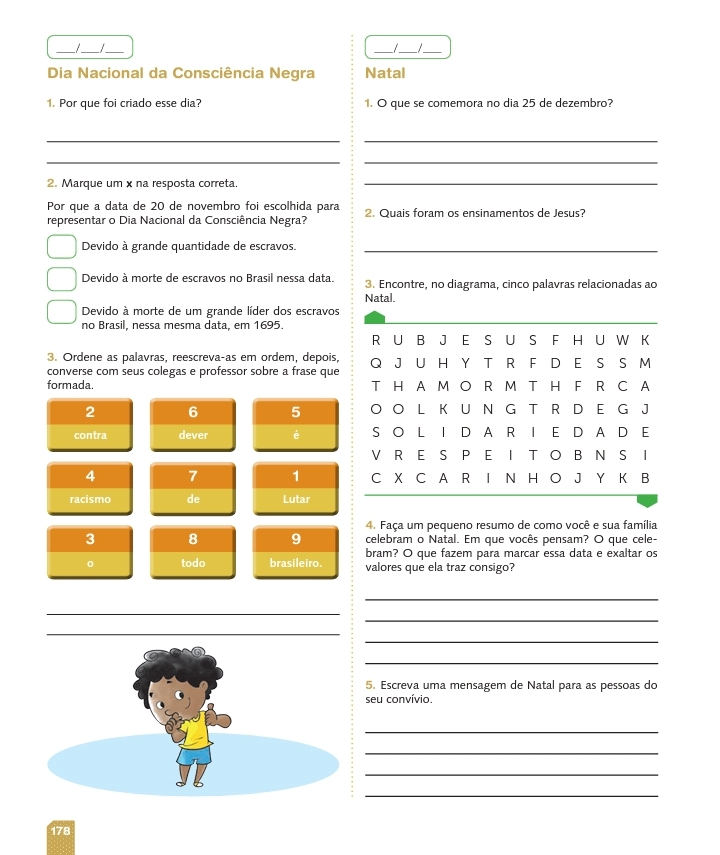 ___/___/___
Dia Nacional da Consciência Negra
1. Por que foi criado esse dia?
2. Marque um x na resposta correta.
Por que a data de 20 de novembro foi escolhida para
representar o Dia Nacional da Consciência Negra?
Devido à grande quantidade de escravos.
Devido à morte de escravos no Brasil nessa data.
Devido à morte de um grande líder dos escravos
no Brasil, nessa mesma data, em 1695.
3. Ordene as palavras, reescreva-as em ordem, depois,
converse com seus colegas e professor sobre a frase que
formada.
2 6 5
contra dever é
4 7 1
racismo de Lutar
3 8 9
o todo brasileiro.
178
___/___/___
Natal
1. O que se comemora no dia 25 de dezembro?
2. Quais foram os ensinamentos de Jesus?
3. Encontre, no diagrama, cinco palavras relacionadas ao
Natal.
R U B J E S U S F H U W K
Q J U H Y T R F D E S S M
T H A M O R M T H F R C A
O O L K U N G T R D E G J
S O L I D A R I E D A D E
V R E S P E I T O B N S I
C X C A R I N H O J Y K B
4. Faça um pequeno resumo de como você e sua família
celebram o Natal. Em que vocês pensam? O que cele-
bram? O que fazem para marcar essa data e exaltar os
valores que ela traz consigo?
5. Escreva uma mensagem de Natal para as pessoas do
seu convívio.